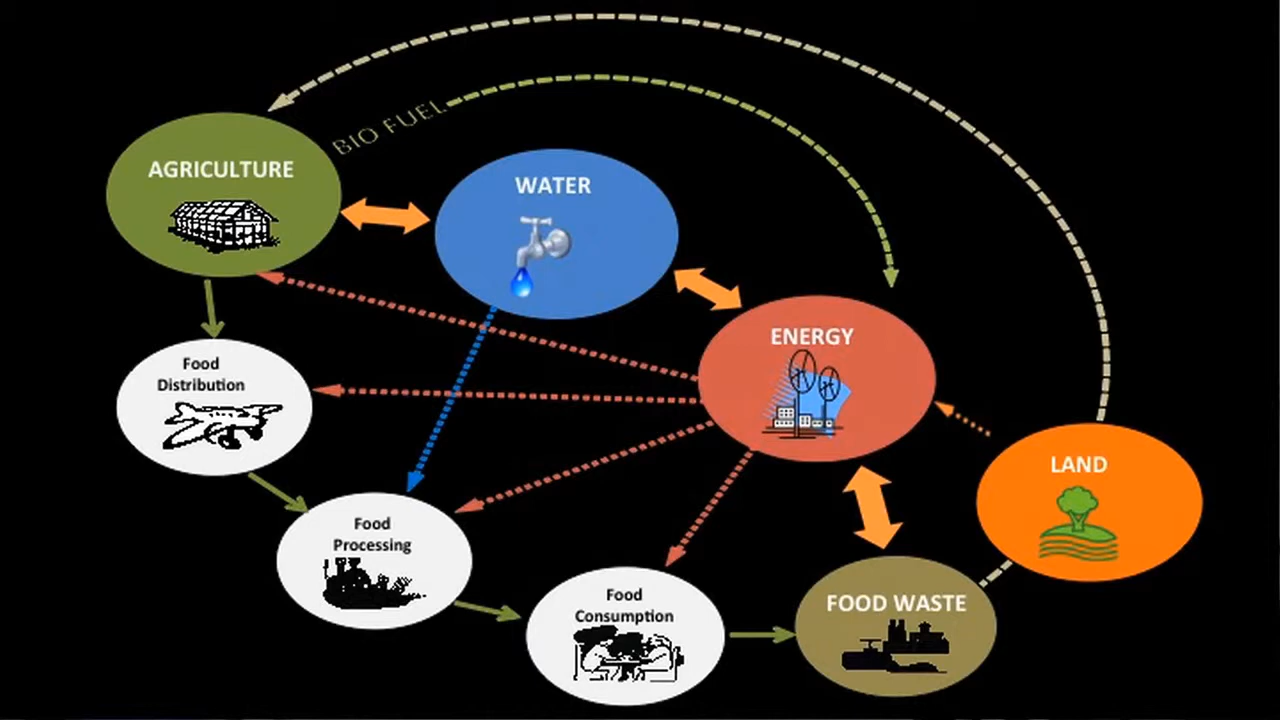 AGRICULTURE
BIO FUEL
WATER
ENERGY
Food
Distribution
LAND
Food
Processing
Food
Consumption
FOOD WASTE